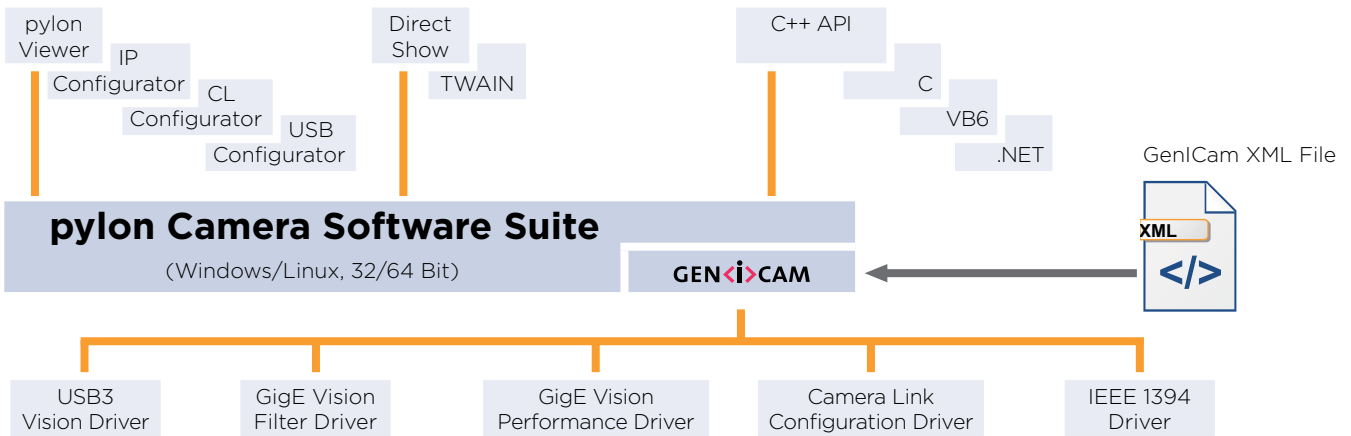 pylon
Viewer
IP
Configurator
CL
Configurator
USB
Configurator
Direct
Show
TWAIN
C++ API
C
VB6
.NET
GenICam XML File
XML
</>
pylon Camera Software Suite
(Windows/Linux, 32/64 Bit)
GEN<i>CAM
USB3
Vision Driver
GigE Vision
Filter Driver
GigE Vision
Performance Driver
Camera Link
Configuration Driver
IEEE 1394
Driver